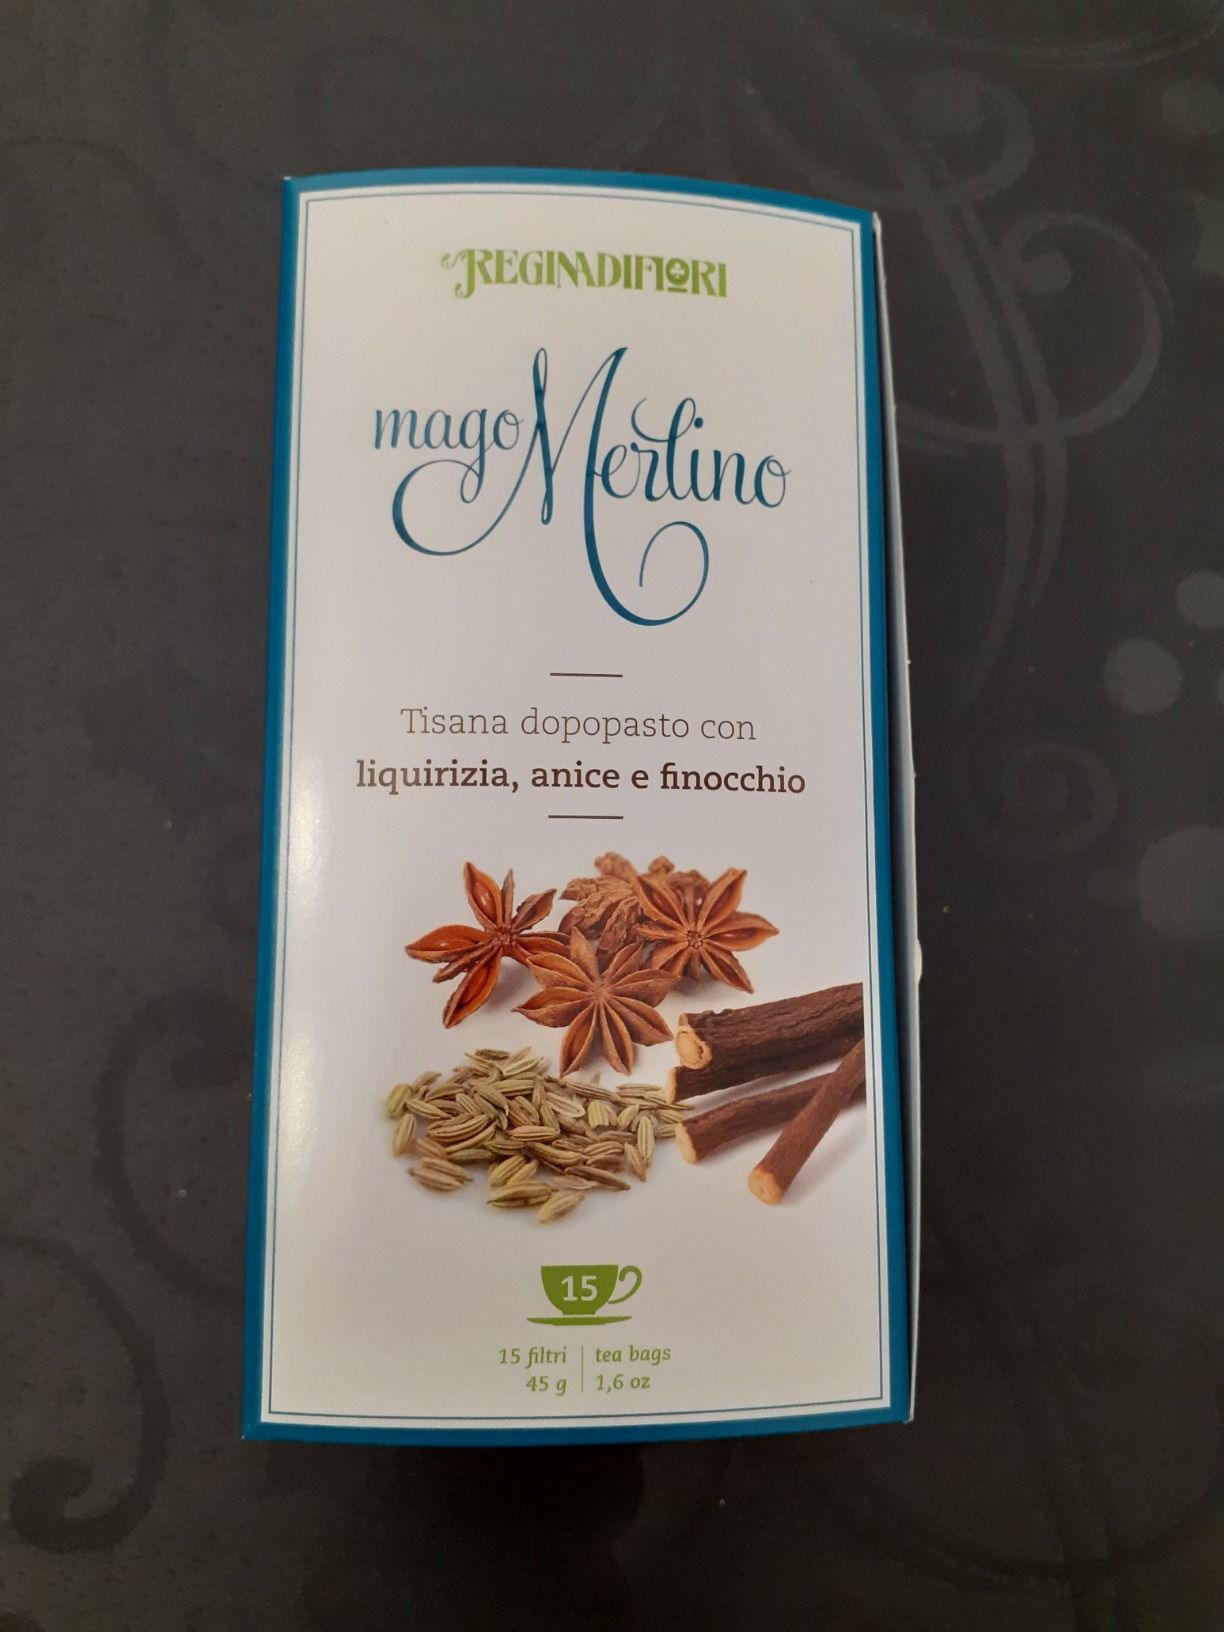 REGINADIFIORI
mago Merlino
Tisana dopopasto con
liquirizia, anice e finocchio
15
15 filtri | tea bags
45 g | 1,6 oz